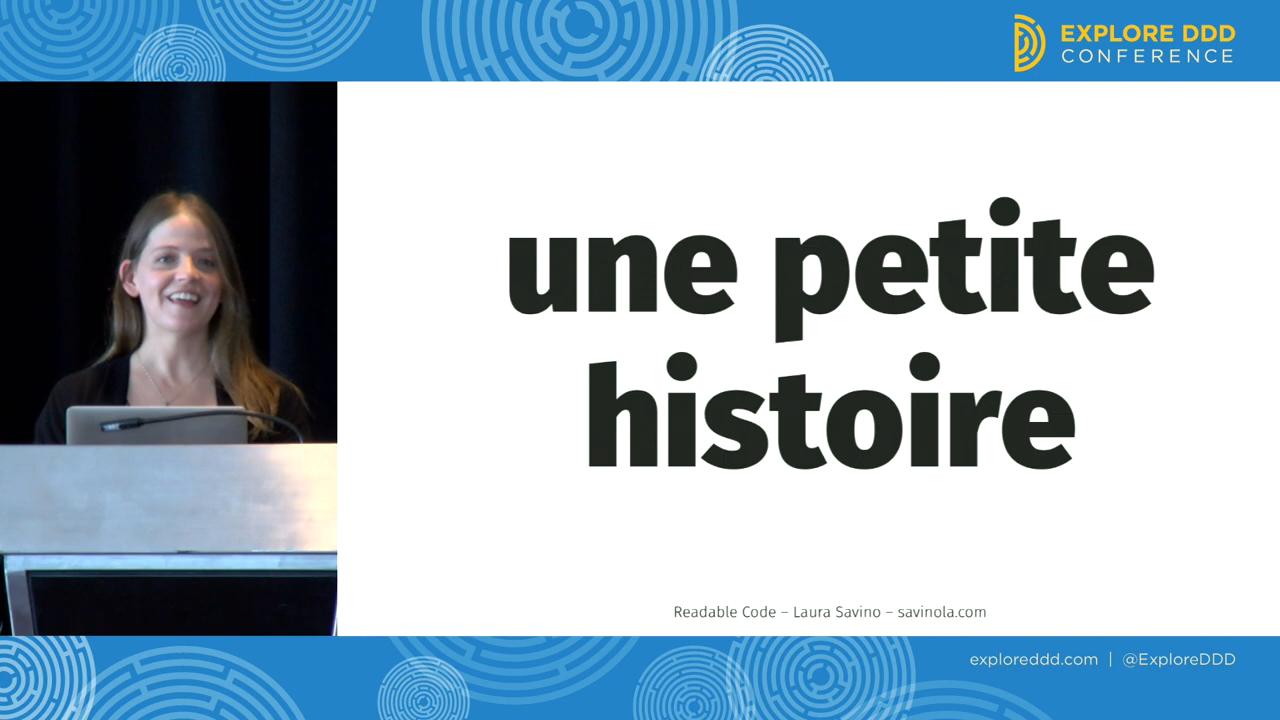 EXPLORE DDD
CONFERENCE
une petite
histoire
Readable Code – Laura Savino – savinola.com
exploreddd.com | @ExploreDDD